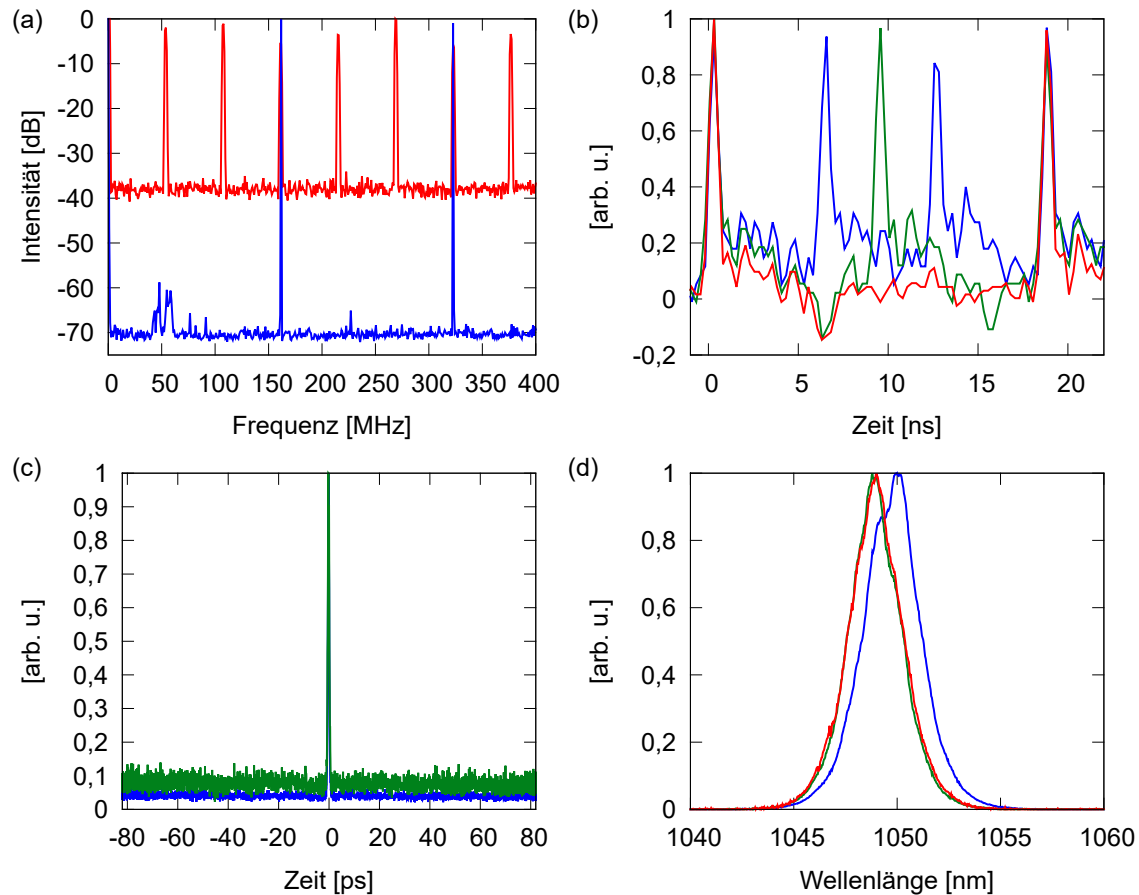 (a)
Intensität [dB]
0
-10
-20
-30
-40
-50
-60
-70
0 50 100 150 200 250 300 350 400
Frequenz [MHz]
(b)
[arb. u.]
1
0,8
0,6
0,4
0,2
0
-0,2
0 5 10 15 20
Zeit [ns]
(c)
[arb. u.]
1
0,9
0,8
0,7
0,6
0,5
0,4
0,3
0,2
0,1
0
-80 -60 -40 -20 0 20 40 60 80
Zeit [ps]
(d)
[arb. u.]
1
0,8
0,6
0,4
0,2
0
1040 1045 1050 1055 1060
Wellenlänge [nm]